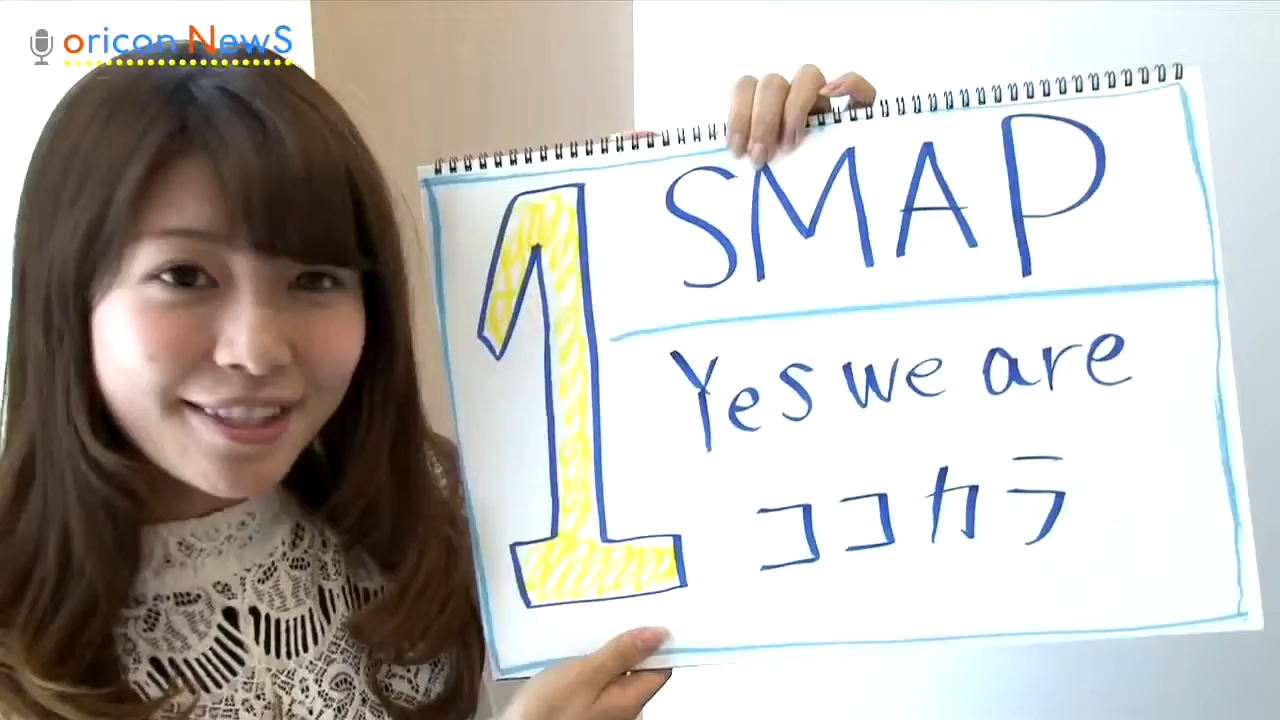 oricon NewS
1
SMAP
Yes we are
ココカラ